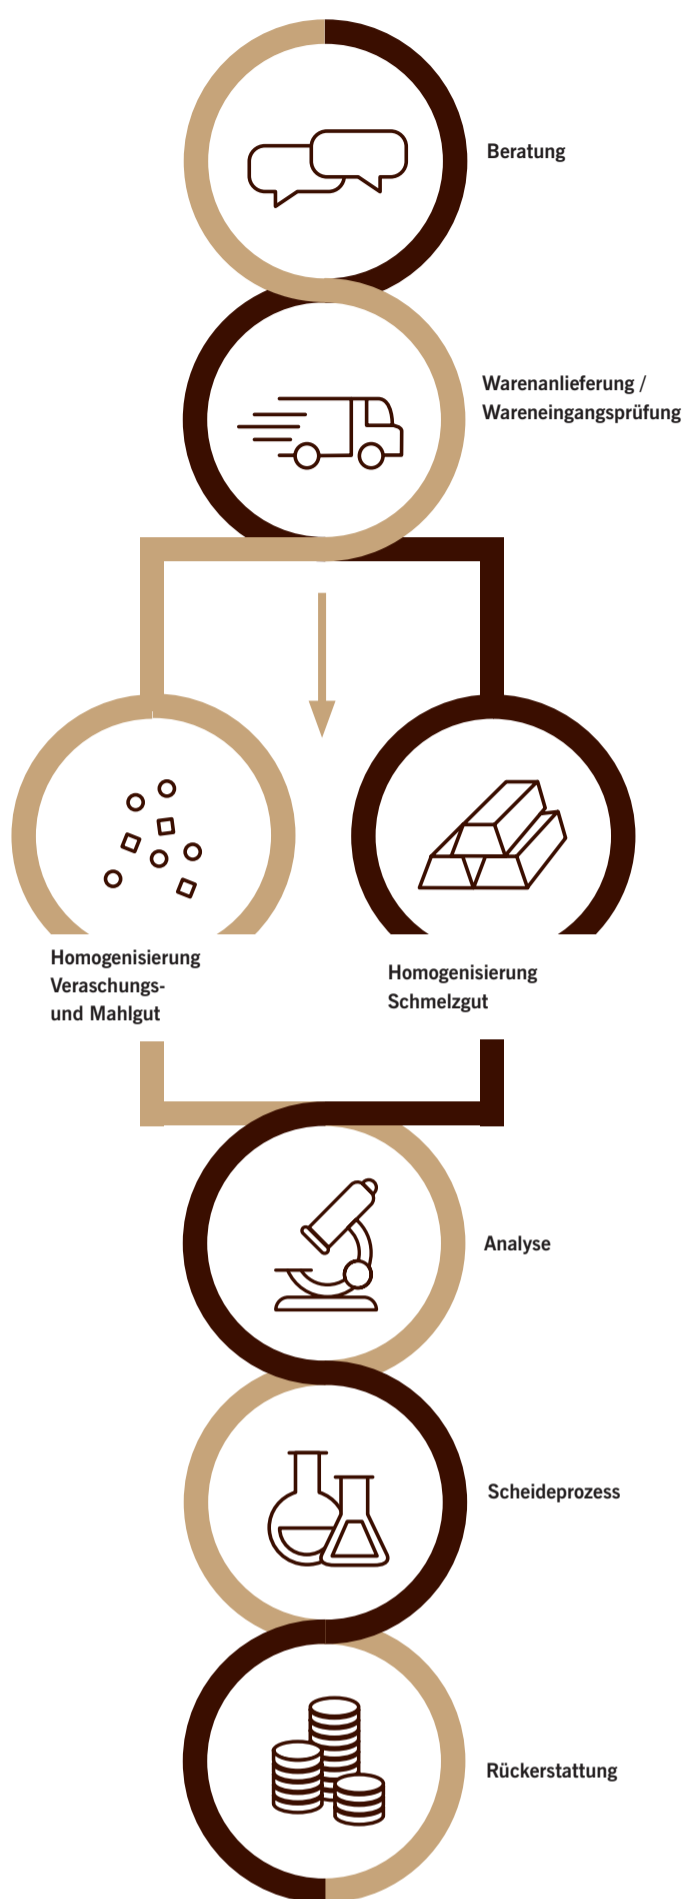 Beratung
Warenanlieferung /
Wareneingangsprüfung
Homogenisierung
Veraschungs-
und Mahlgut
Homogenisierung
Schmelzgut
Analyse
Scheideprozess
Rückerstattung